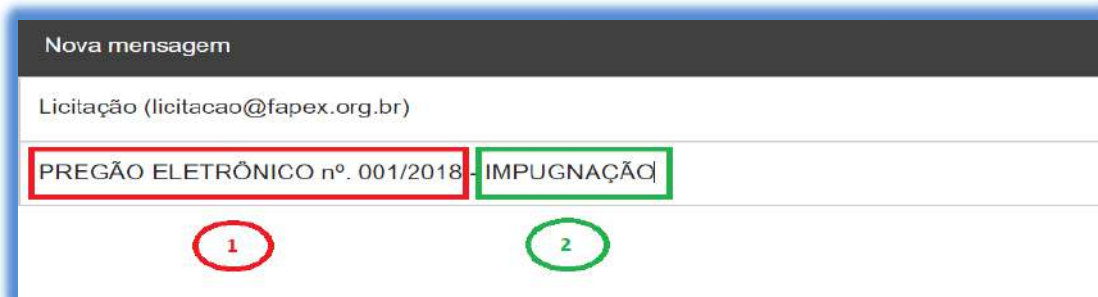 Nova mensagem
Licitação (licitacao@fapex.org.br)
PREGÃO ELETRÔNICO nº. 001/2018 - IMPUGNAÇÃO
1 2